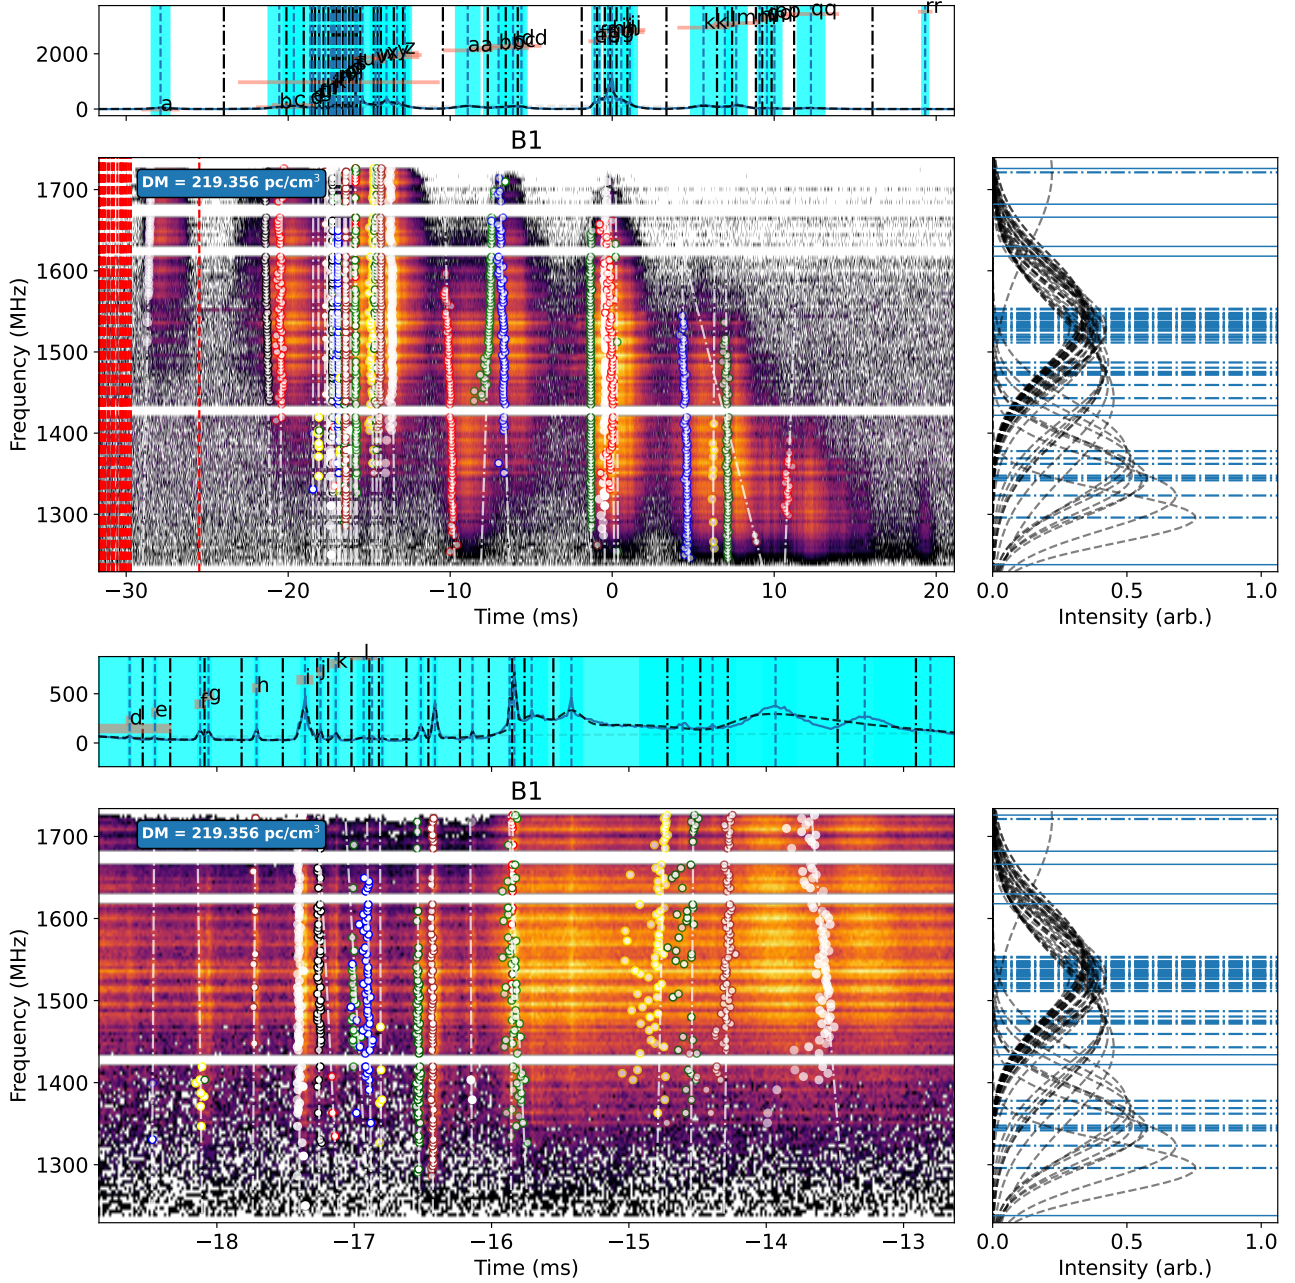 2000
0
a
b
c
y
z
aa
bb
dd
kk
qq
rr
B1
Frequency (MHz)
1700
1600
1500
1400
1300
DM = 219.356 pc/cm³
−30
−20
−10
0
10
20
Time (ms)
0.0
0.5
1.0
Intensity (arb.)
500
0
d
e
f
g
h
i
j
k
l
B1
Frequency (MHz)
1700
1600
1500
1400
1300
DM = 219.356 pc/cm³
−18
−17
−16
−15
−14
−13
Time (ms)
0.0
0.5
1.0
Intensity (arb.)